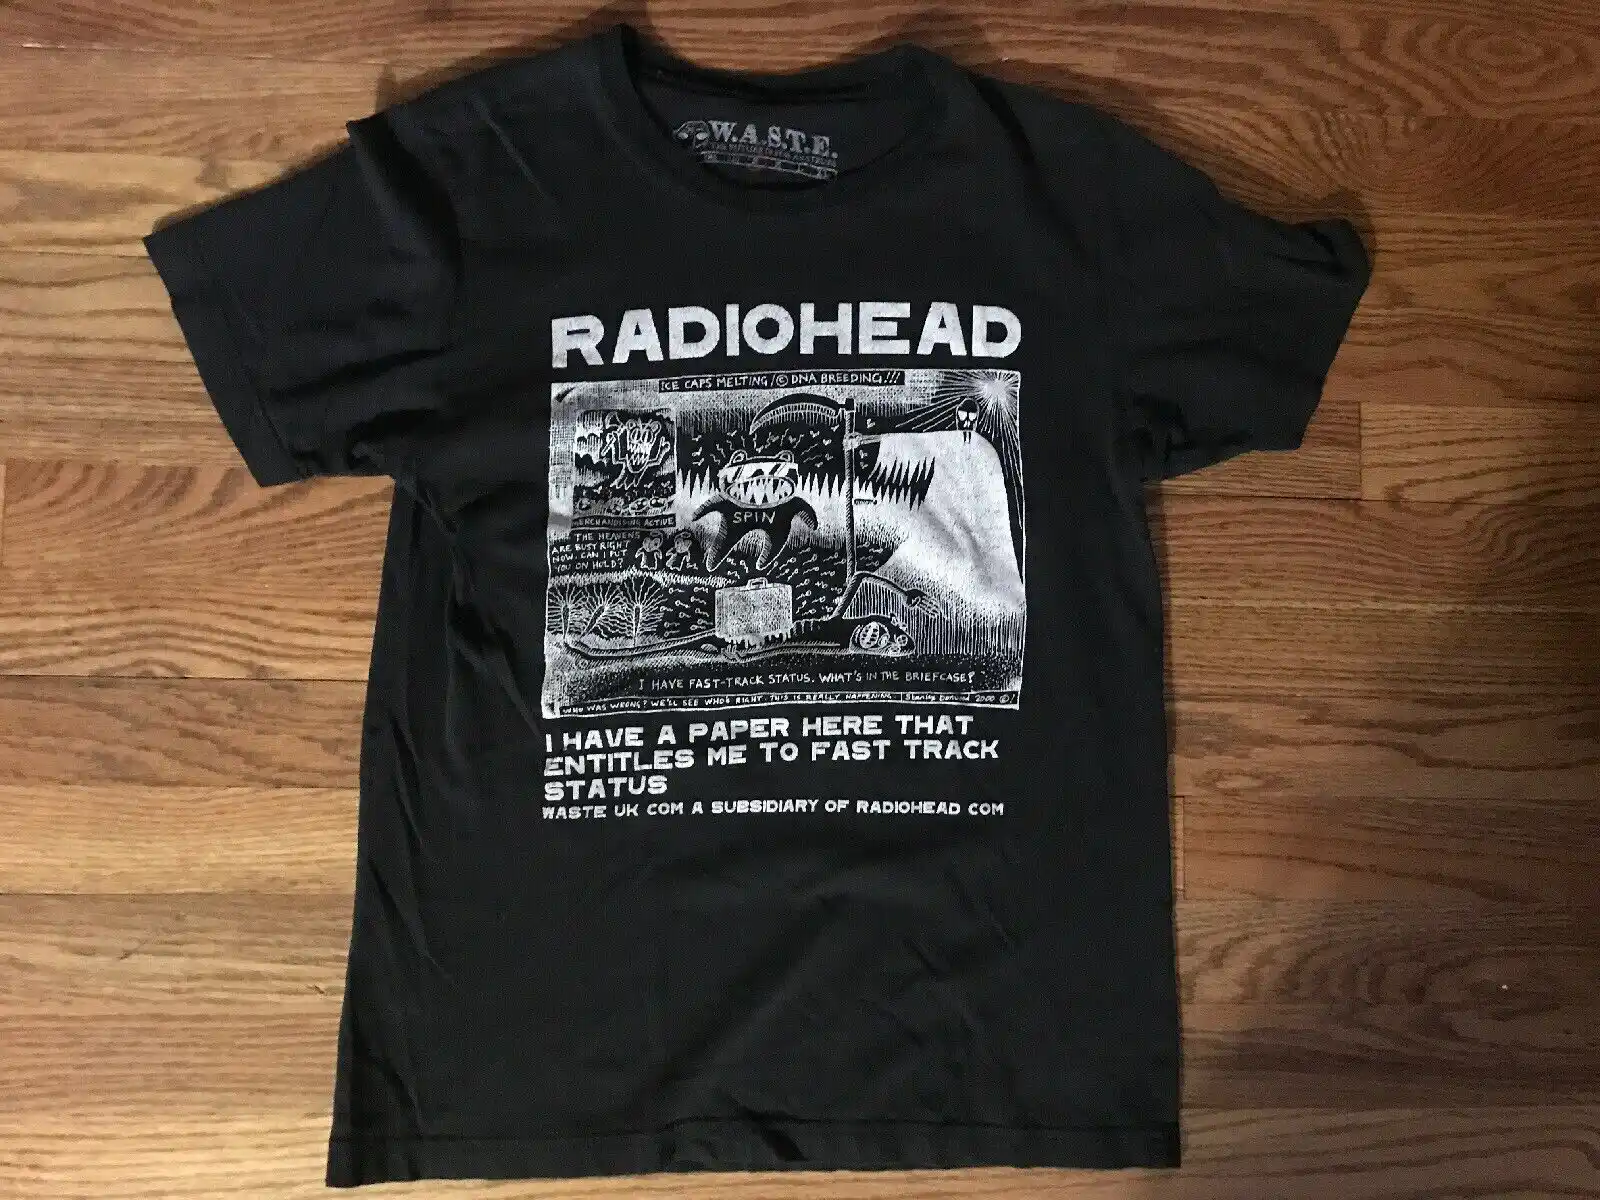 W.A.S.T.E.
RADIOHEAD
ICE CAPS MELTING/© DNA BREEDING!!!
SPIN
MERCHANDISING ACTIVE
THE HEAVENS
ARE BUSY RIGHT
NOW. CAN I PUT
YOU ON HOLD?
I HAVE FAST-TRACK STATUS. WHAT'S IN THE BRIEFCASE?
WHO WAS WRONG? WE'LL SEE WHO'S RIGHT. THIS IS REALLY HAPPENING Stanley Donwood 2000 ©!
I HAVE A PAPER HERE THAT
ENTITLES ME TO FAST TRACK
STATUS
WASTE UK COM A SUBSIDIARY OF RADIOHEAD COM